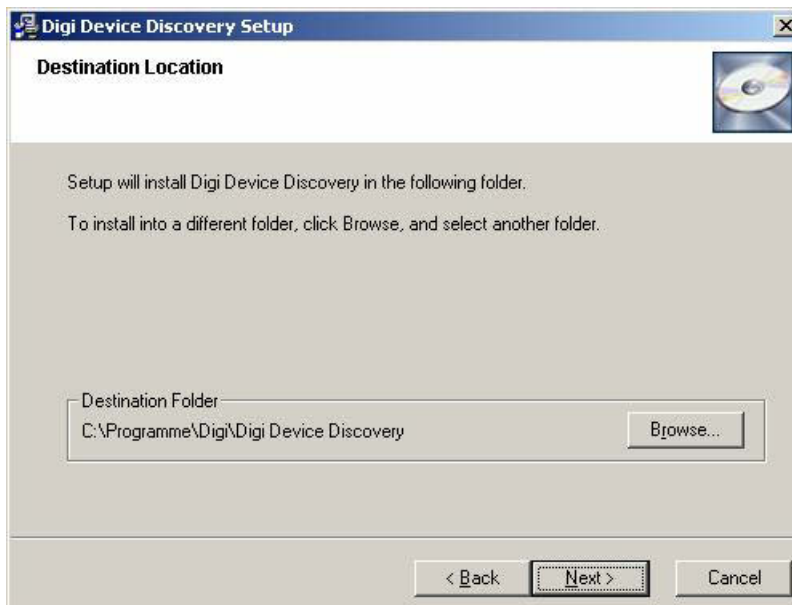 Digi Device Discovery Setup
Destination Location
Setup will install Digi Device Discovery in the following folder.
To install into a different folder, click Browse, and select another folder.
Destination Folder
C:\Programme\Digi\Digi Device Discovery
Browse...
< Back
Next >
Cancel